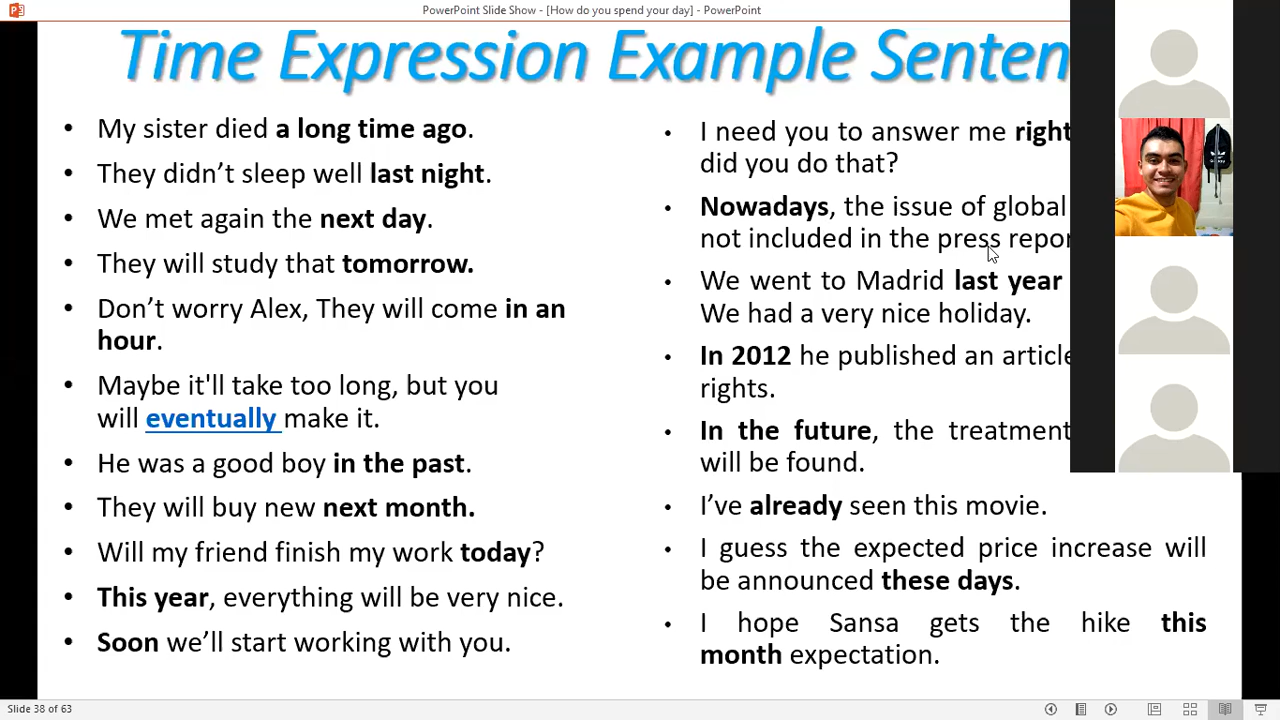 PowerPoint Slide Show - [How do you spend your day] - PowerPoint
Time Expression Example Senten
• My sister died a long time ago.
• They didn't sleep well last night.
• We met again the next day.
• They will study that tomorrow.
• Don't worry Alex, They will come in an
hour.
• Maybe it'll take too long, but you
will eventually make it.
• He was a good boy in the past.
• They will buy new next month.
• Will my friend finish my work today?
• This year, everything will be very nice.
• Soon we'll start working with you.
• I need you to answer me right
did you do that?
• Nowadays, the issue of global
not included in the press repor
• We went to Madrid last year
We had a very nice holiday.
• In 2012 he published an article
rights.
• In the future, the treatment
will be found.
• I've already seen this movie.
• I guess the expected price increase will
be announced these days.
• I hope Sansa gets the hike this
month expectation.
Slide 38 of 63